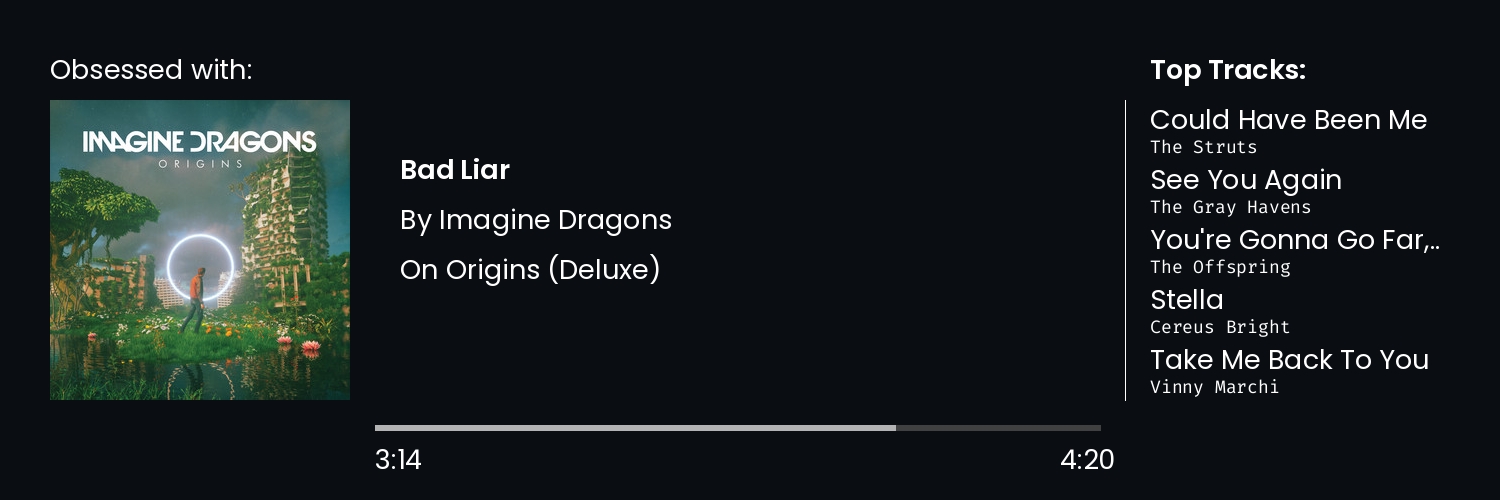 Obsessed with:
IMAGINE DRAGONS
ORIGINS
Bad Liar
By Imagine Dragons
On Origins (Deluxe)
3:14
4:20
Top Tracks:
Could Have Been Me
The Struts
See You Again
The Gray Havens
You're Gonna Go Far,..
The Offspring
Stella
Cereus Bright
Take Me Back To You
Vinny Marchi